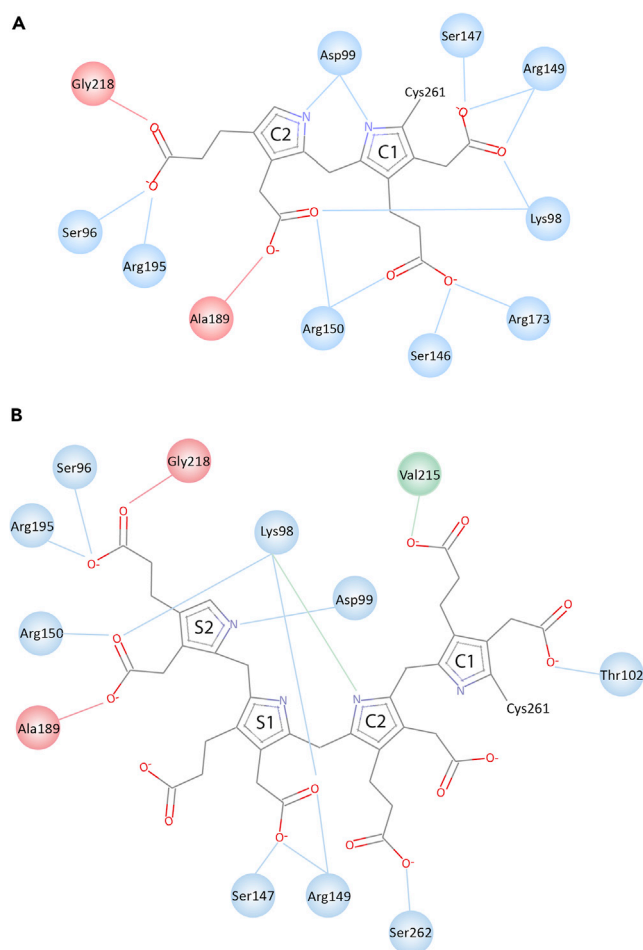 A
Ser147
Asp99
Arg149
Gly218
Cys261
O
N
N
O-
C2
C1
O
O-
O
Ser96
Lys98
Arg195
O-
O
O-
Ala189
Arg150
Arg173
Ser146
B
Ser96
Gly218
Val215
Arg195
O
Lys98
O-
O
O-
Asp99
O
Arg150
O
S2
N
C1
O-
Thr102
O-
N
Ala189
N
N
Cys261
S1
C2
O-
O-
O
O
O
O-
O
O-
Ser147
Arg149
Ser262